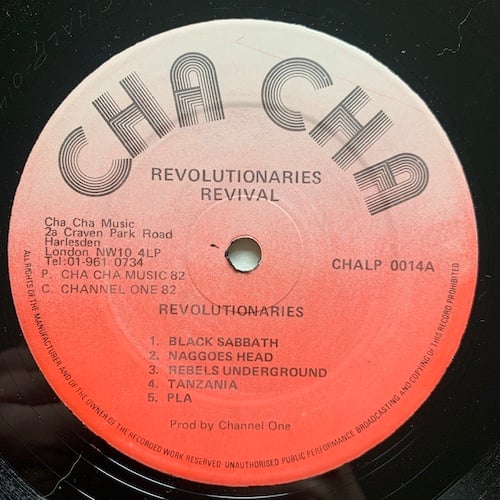 CHA CHA
REVOLUTIONARIES
REVIVAL
Cha Cha Music
2a Craven Park Road
Harlesden
London NW10 4LP
Tel:01-961 0734
P. CHA CHA MUSIC 82
C. CHANNEL ONE 82
CHALP 0014A
REVOLUTIONARIES
1. BLACK SABBATH
2. NAGGOES HEAD
3. REBELS UNDERGROUND
4. TANZANIA
5. PLA
Prod by Channel One
ALL RIGHTS OF THE MANUFACTURER AND OF THE OWNER OF THE RECORDED WORK RESERVED UNAUTHORISED PUBLIC PERFORMANCE BROADCASTING AND COPYING OF THIS RECORD PROHIBITED